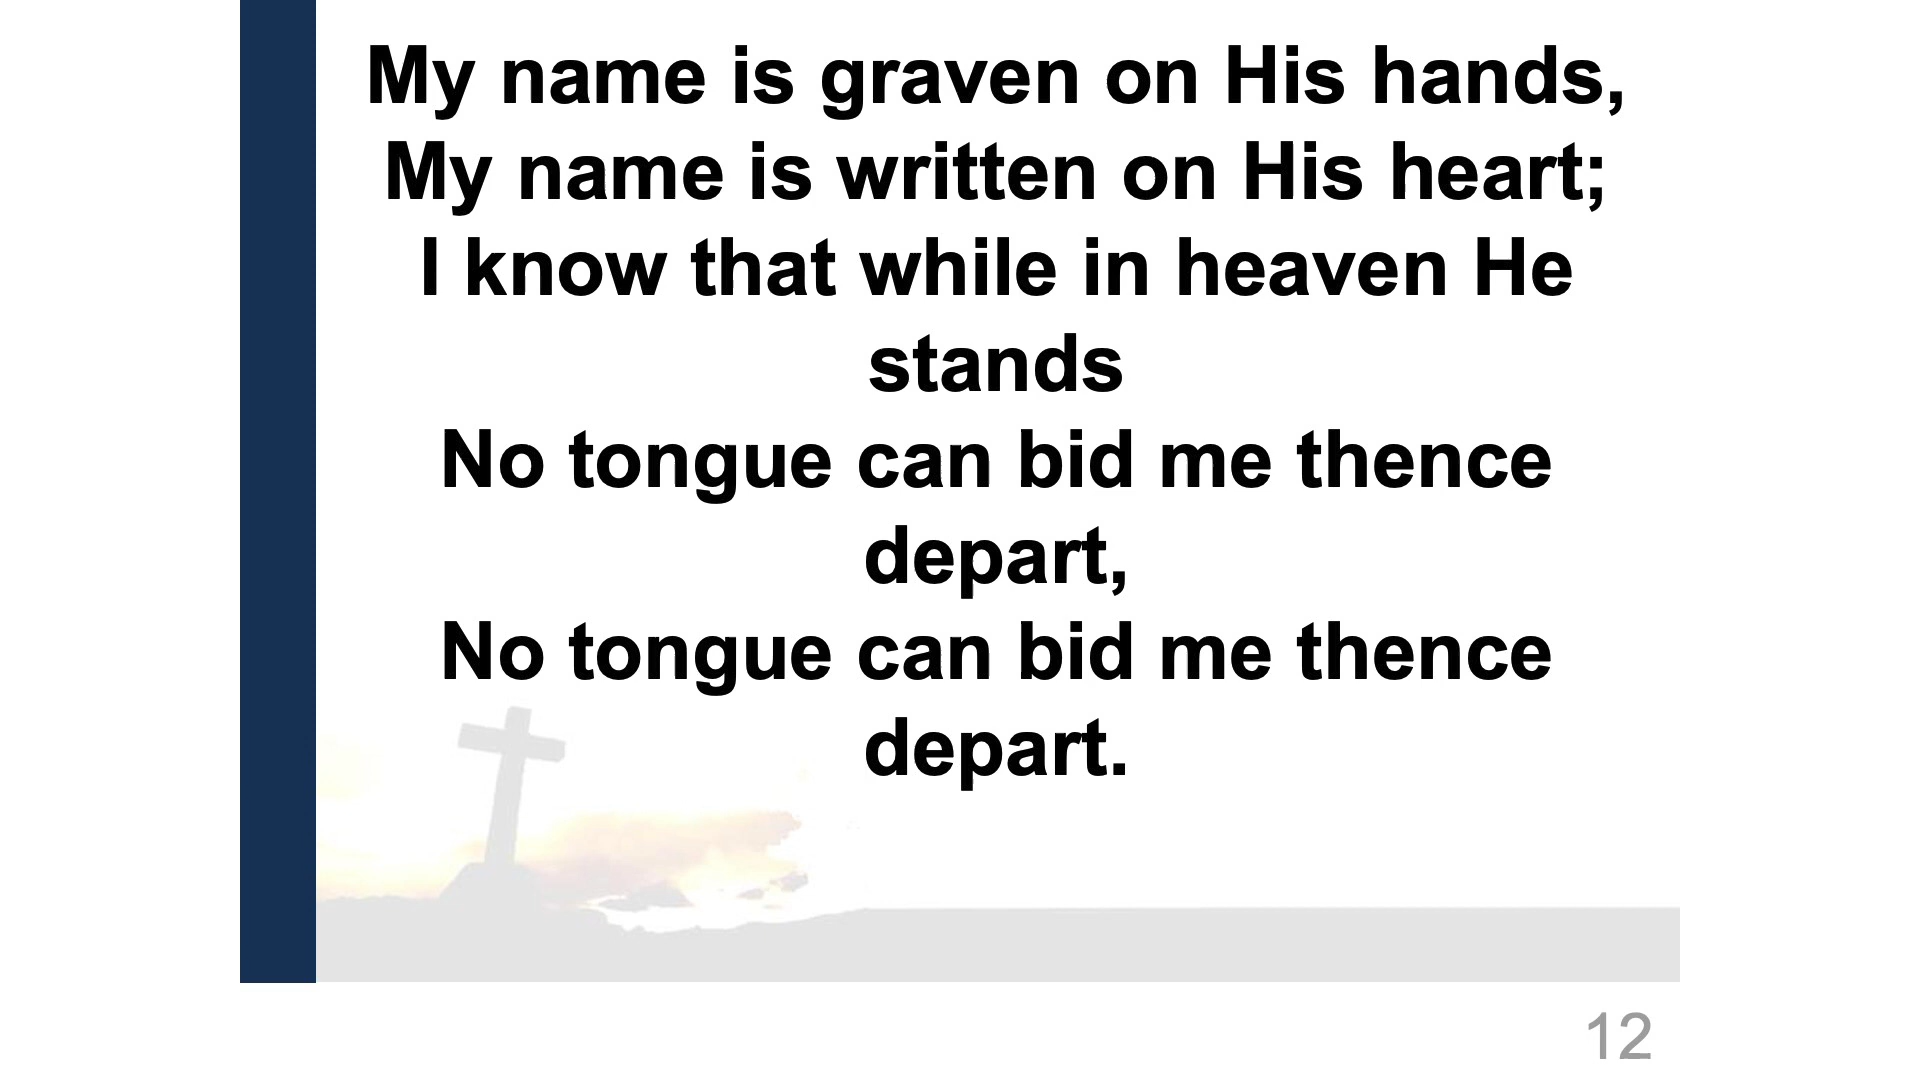 My name is graven on His hands,
My name is written on His heart;
I know that while in heaven He
stands
No tongue can bid me thence
depart,
No tongue can bid me thence
depart.
12